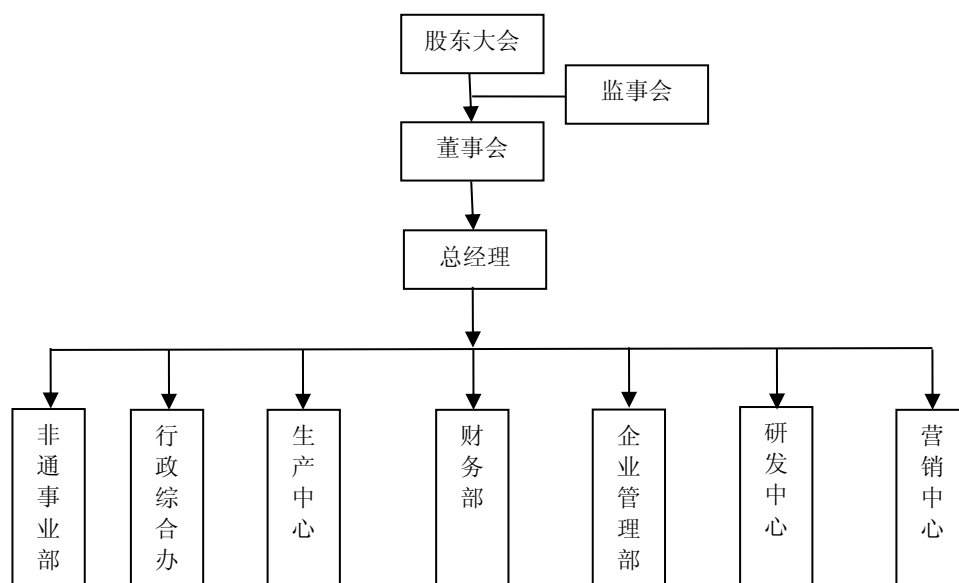 股东大会
监事会
董事会
总经理
非通事业部
行政综合办
生产中心
财务部
企业管理部
研发中心
营销中心